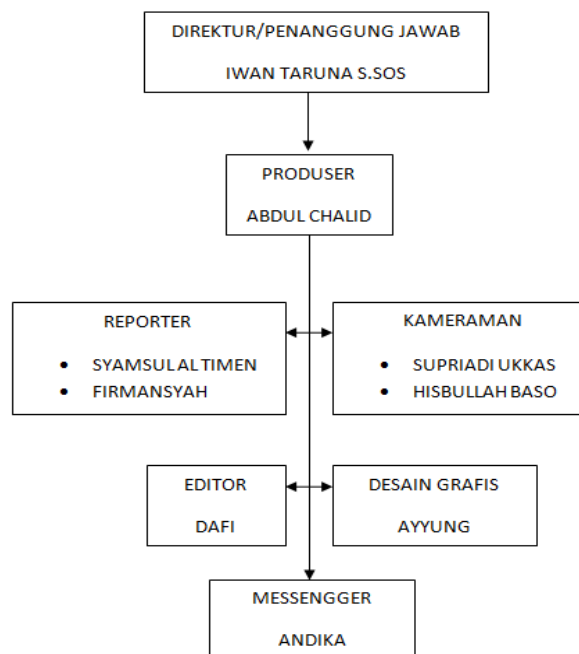 DIREKTUR/PENANGGUNG JAWAB
IWAN TARUNA S.SOS
PRODUSER
ABDUL CHALID
REPORTER
• SYAMSUL AL TIMEN
• FIRMANSYAH
KAMERAMAN
• SUPRIADI UKKAS
• HISBULLAH BASO
EDITOR
DAFI
DESAIN GRAFIS
AYYUNG
MESSENGGER
ANDIKA